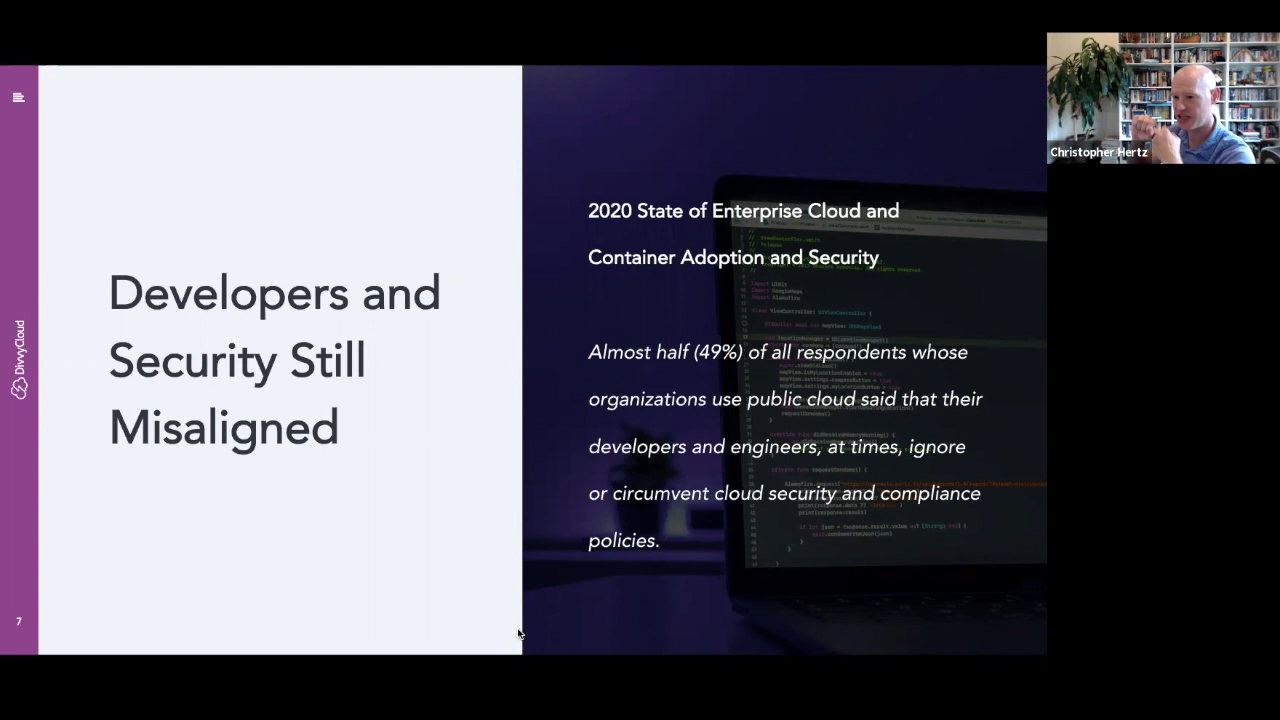 Developers and
Security Still
Misaligned
2020 State of Enterprise Cloud and
Container Adoption and Security
Almost half (49%) of all respondents whose
organizations use public cloud said that their
developers and engineers, at times, ignore
or circumvent cloud security and compliance
policies.
DivvyCloud
7
Christopher Hertz